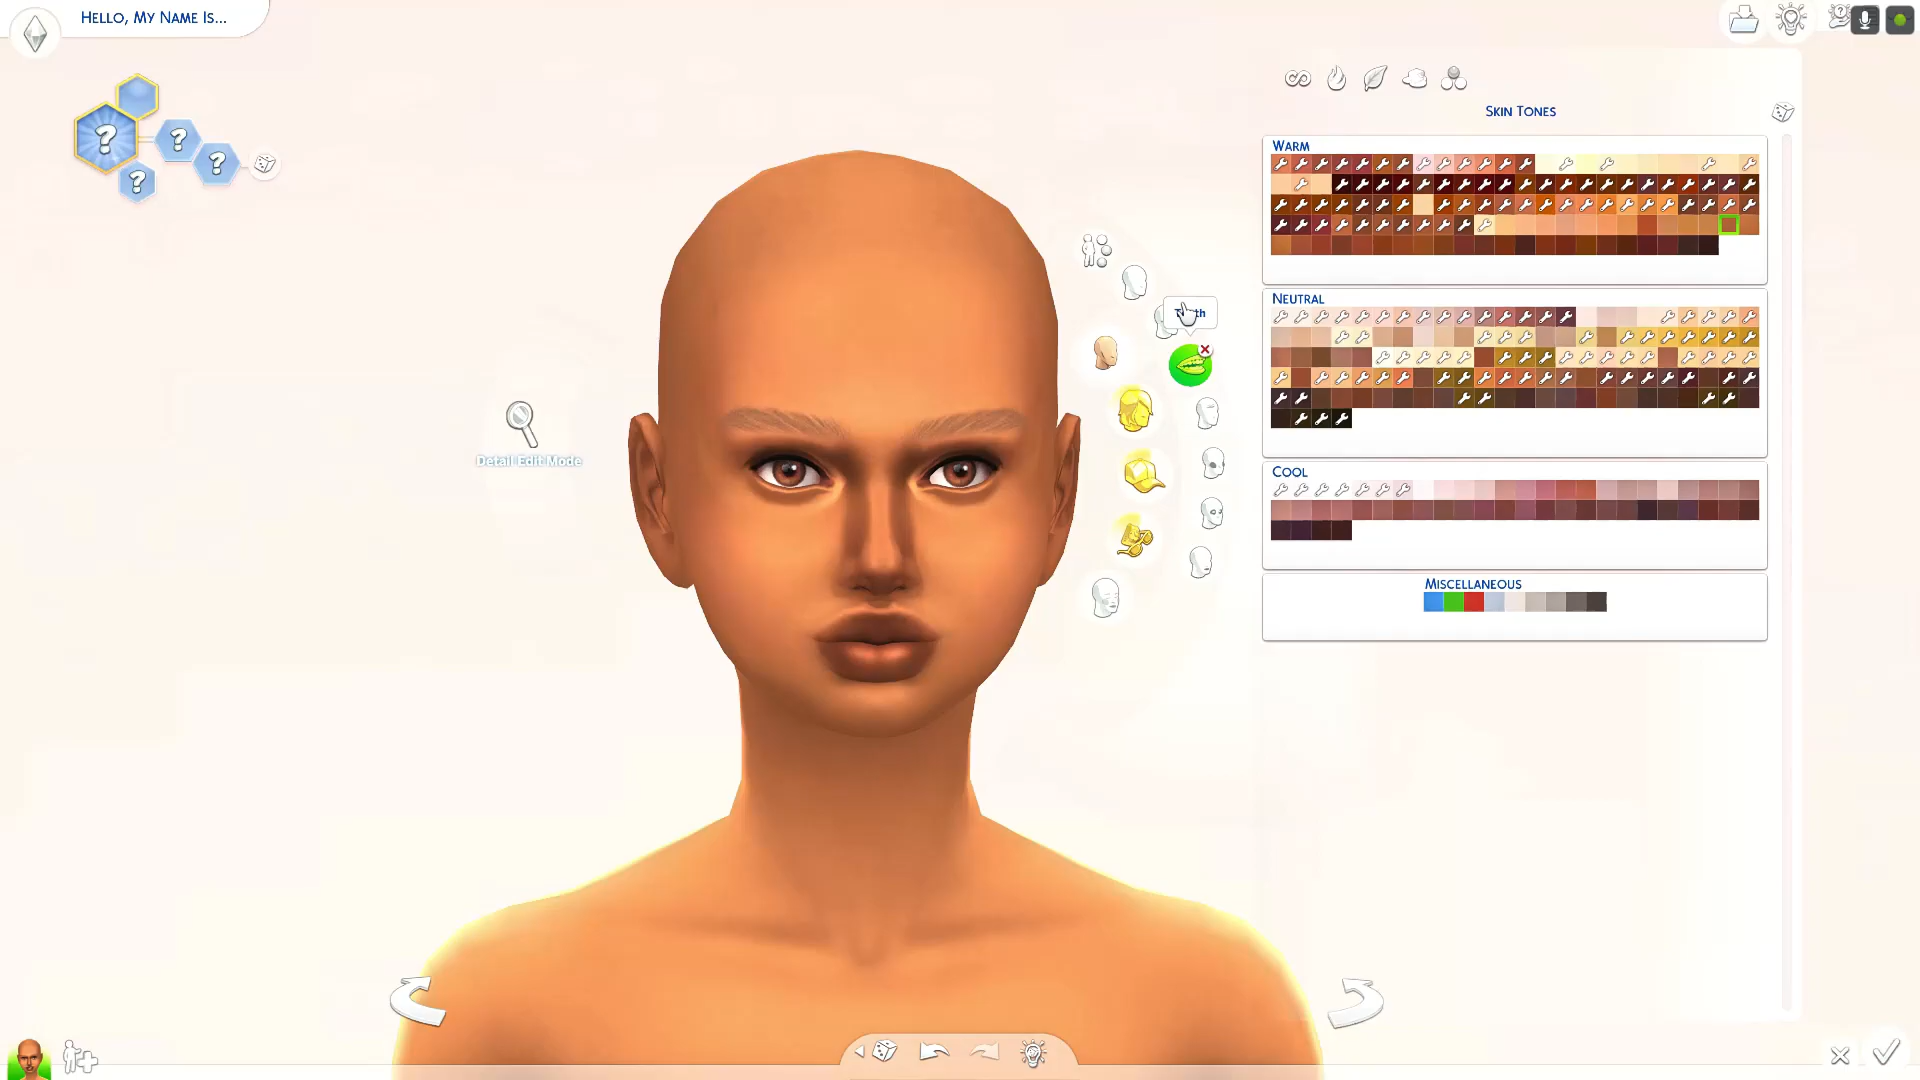 Hello, My Name Is...
Skin Tones
Warm
Neutral
Cool
Miscellaneous
Detail Edit Mode